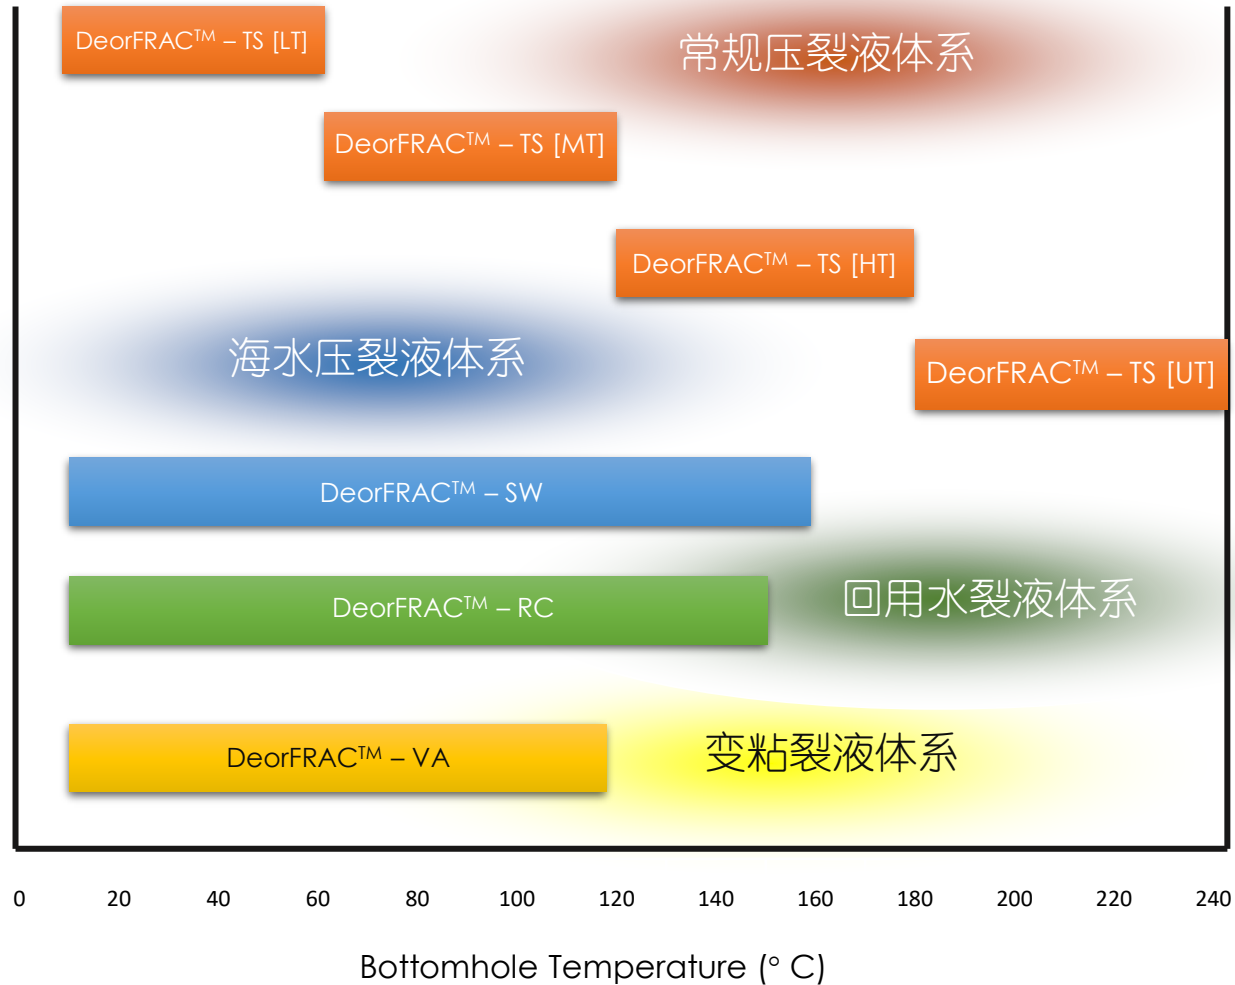 DeorFRAC™ – TS [LT]
常规压裂液体系
DeorFRAC™ – TS [MT]
DeorFRAC™ – TS [HT]
海水压裂液体系
DeorFRAC™ – TS [UT]
DeorFRAC™ – SW
DeorFRAC™ – RC
回用水裂液体系
DeorFRAC™ – VA
变粘裂液体系
0 20 40 60 80 100 120 140 160 180 200 220 240
Bottomhole Temperature (° C)